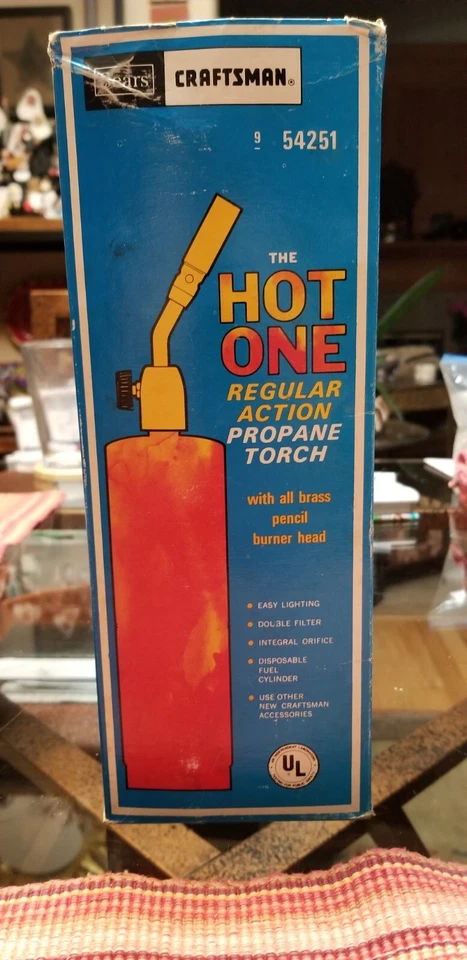 Sears
CRAFTSMAN®
9 54251
THE
HOT
ONE
REGULAR
ACTION
PROPANE
TORCH
with all brass
pencil
burner head
• EASY LIGHTING
• DOUBLE FILTER
• INTEGRAL ORIFICE
• DISPOSABLE
FUEL
CYLINDER
• USE OTHER
NEW CRAFTSMAN
ACCESSORIES
UL